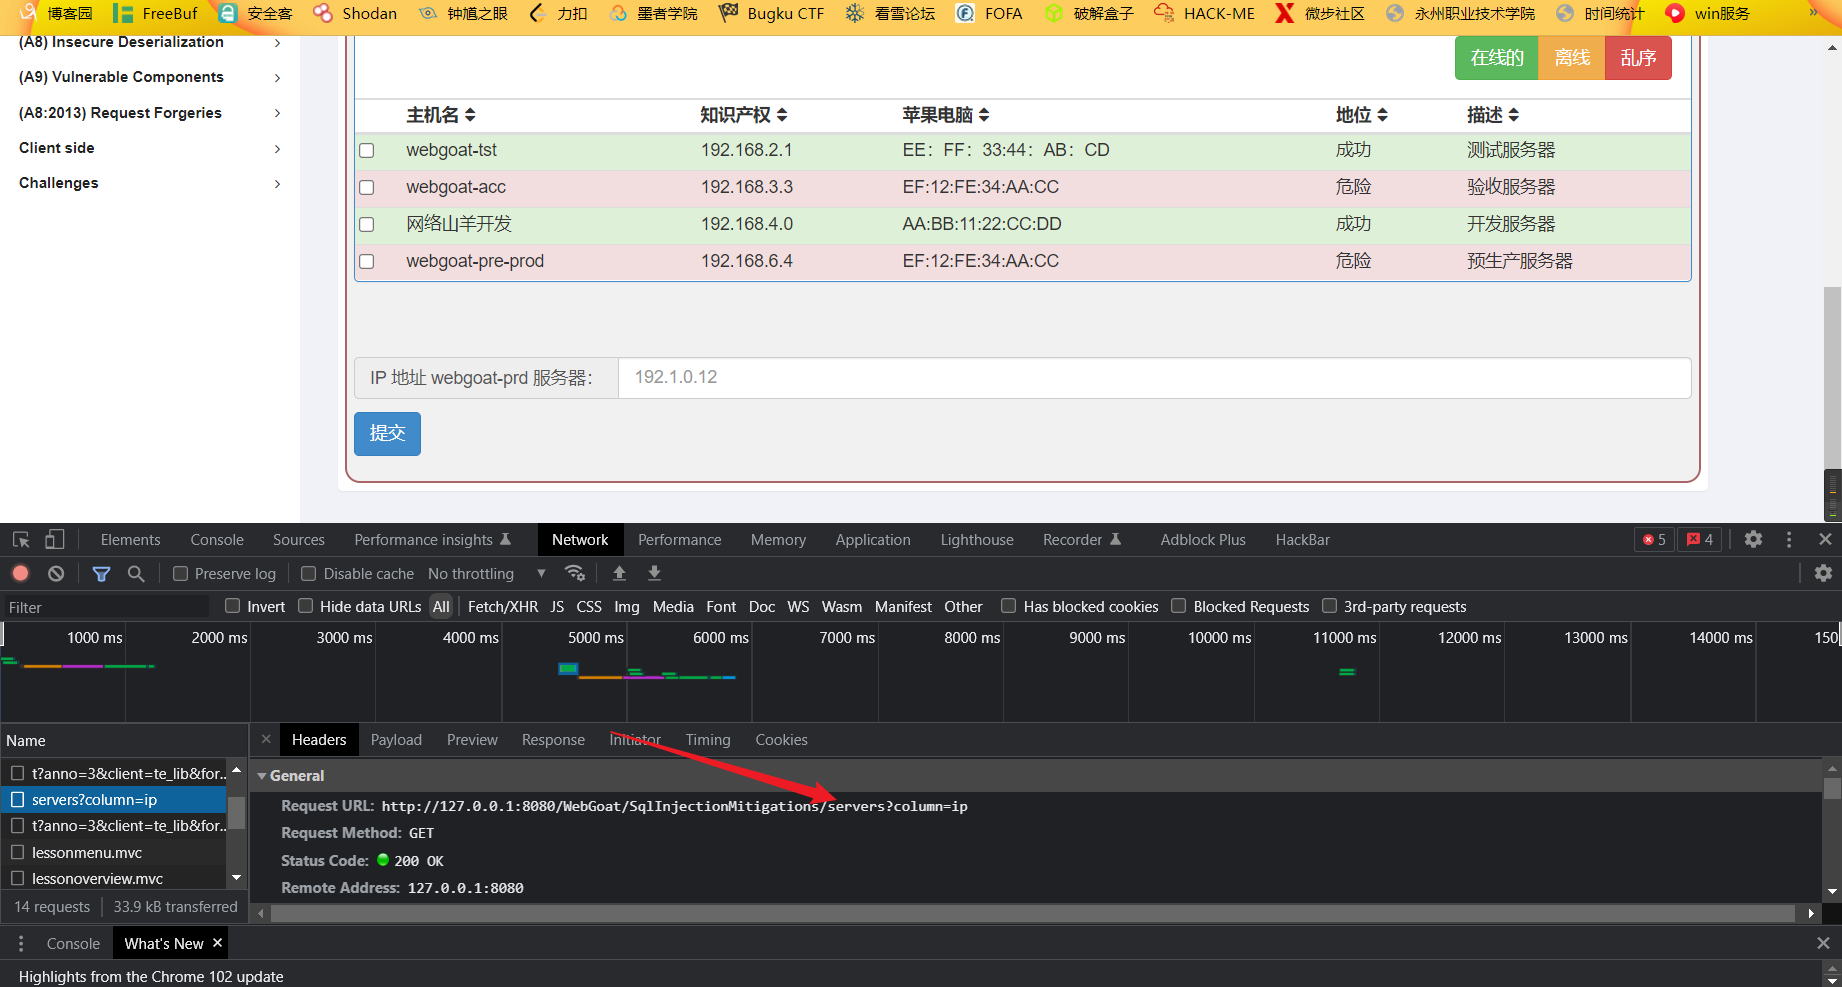 博客园 FreeBuf 安全客 Shodan 钟馗之眼 力扣 墨者学院 Bugku CTF 看雪论坛 FOFA 破解盒子 HACK-ME 微步社区 永州职业技术学院 时间统计 win服务 »
(A8) Insecure Deserialization
(A9) Vulnerable Components
(A8:2013) Request Forgeries
Client side
Challenges
在线的 离线 乱序
主机名 知识产权 苹果电脑 地位 描述
webgoat-tst 192.168.2.1 EE：FF：33:44：AB：CD 成功 测试服务器
webgoat-acc 192.168.3.3 EF:12:FE:34:AA:CC 危险 验收服务器
网络山羊开发 192.168.4.0 AA:BB:11:22:CC:DD 成功 开发服务器
webgoat-pre-prod 192.168.6.4 EF:12:FE:34:AA:CC 危险 预生产服务器
IP 地址 webgoat-prd 服务器： 192.1.0.12
提交
Elements Console Sources Performance insights Network Performance Memory Application Lighthouse Recorder Adblock Plus HackBar 5 4
Preserve log Disable cache No throttling
Filter Invert Hide data URLs All Fetch/XHR JS CSS Img Media Font Doc WS Wasm Manifest Other Has blocked cookies Blocked Requests 3rd-party requests
1000 ms 2000 ms 3000 ms 4000 ms 5000 ms 6000 ms 7000 ms 8000 ms 9000 ms 10000 ms 11000 ms 12000 ms 13000 ms 14000 ms 150
Name
t?anno=3&client=te_lib&for...
servers?column=ip
t?anno=3&client=te_lib&for...
lessonmenu.mvc
lessonoverview.mvc
14 requests 33.9 kB transferred
Headers Payload Preview Response Initiator Timing Cookies
General
Request URL: http://127.0.0.1:8080/WebGoat/SqlInjectionMitigations/servers?column=ip
Request Method: GET
Status Code: 200 OK
Remote Address: 127.0.0.1:8080
Console What's New
Highlights from the Chrome 102 update